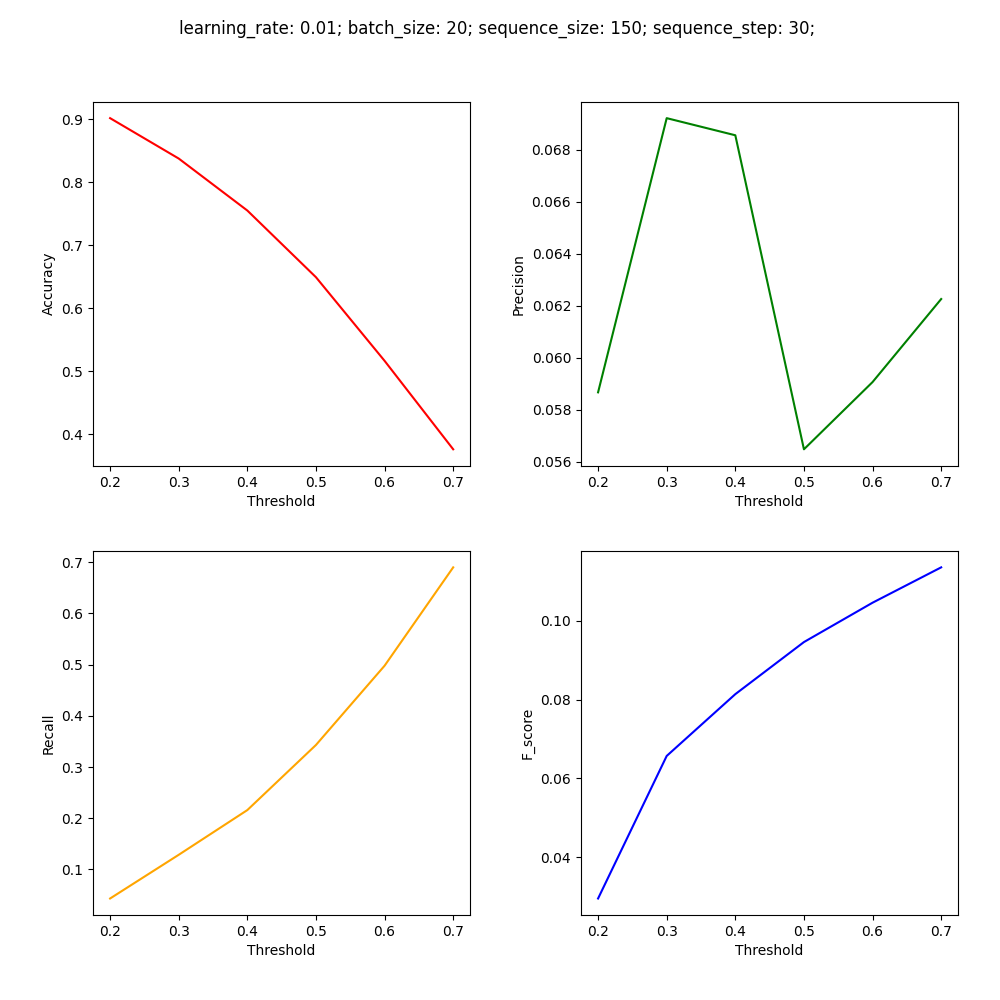 learning_rate: 0.01; batch_size: 20; sequence_size: 150; sequence_step: 30;
Accuracy
0.9
0.8
0.7
0.6
0.5
0.4
0.2 0.3 0.4 0.5 0.6 0.7
Threshold
Precision
0.068
0.066
0.064
0.062
0.060
0.058
0.056
0.2 0.3 0.4 0.5 0.6 0.7
Threshold
Recall
0.7
0.6
0.5
0.4
0.3
0.2
0.1
0.2 0.3 0.4 0.5 0.6 0.7
Threshold
F_score
0.10
0.08
0.06
0.04
0.2 0.3 0.4 0.5 0.6 0.7
Threshold